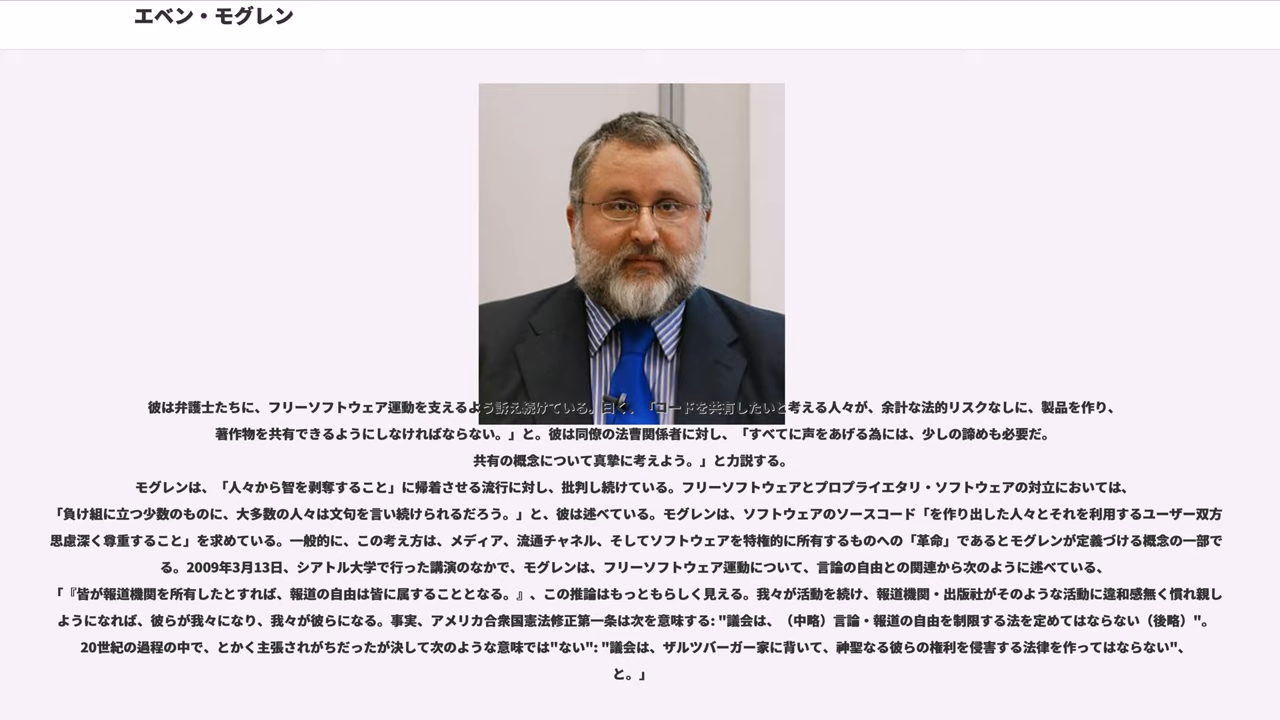 エベン・モグレン
彼は弁護士たちに、フリーソフトウェア運動を支えるよう訴え続けている。曰く、「コードを共有したいと考える人々が、余計な法的リスクなしに、製品を作り、
著作物を共有できるようにしなければならない。」と。彼は同僚の法曹関係者に対し、「すべてに声をあげる為には、少しの諦めも必要だ。
共有の概念について真摯に考えよう。」と力説する。
モグレンは、「人々から智を剥奪すること」に帰着させる流行に対し、批判し続けている。フリーソフトウェアとプロプライエタリ・ソフトウェアの対立においては、
「負け組に立つ少数のものに、大多数の人々は文句を言い続けられるだろう。」と、彼は述べている。モグレンは、ソフトウェアのソースコード「を作り出した人々とそれを利用するユーザー双方
思慮深く尊重すること」を求めている。一般的に、この考え方は、メディア、流通チャネル、そしてソフトウェアを特権的に所有するものへの「革命」であるとモグレンが定義づける概念の一部で
る。2009年3月13日、シアトル大学で行った講演のなかで、モグレンは、フリーソフトウェア運動について、言論の自由との関連から次のように述べている、
「『皆が報道機関を所有したとすれば、報道の自由は皆に属することとなる。』、この推論はもっともらしく見える。我々が活動を続け、報道機関・出版社がそのような活動に違和感無く慣れ親し
ようになれば、彼らが我々になり、我々が彼らになる。事実、アメリカ合衆国憲法修正第一条は次を意味する: "議会は、（中略）言論・報道の自由を制限する法を定めてはならない（後略）"。
20世紀の過程の中で、とかく主張されがちだったが決して次のような意味では"ない": "議会は、ザルツバーガー家に背いて、神聖なる彼らの権利を侵害する法律を作ってはならない"、
と。」